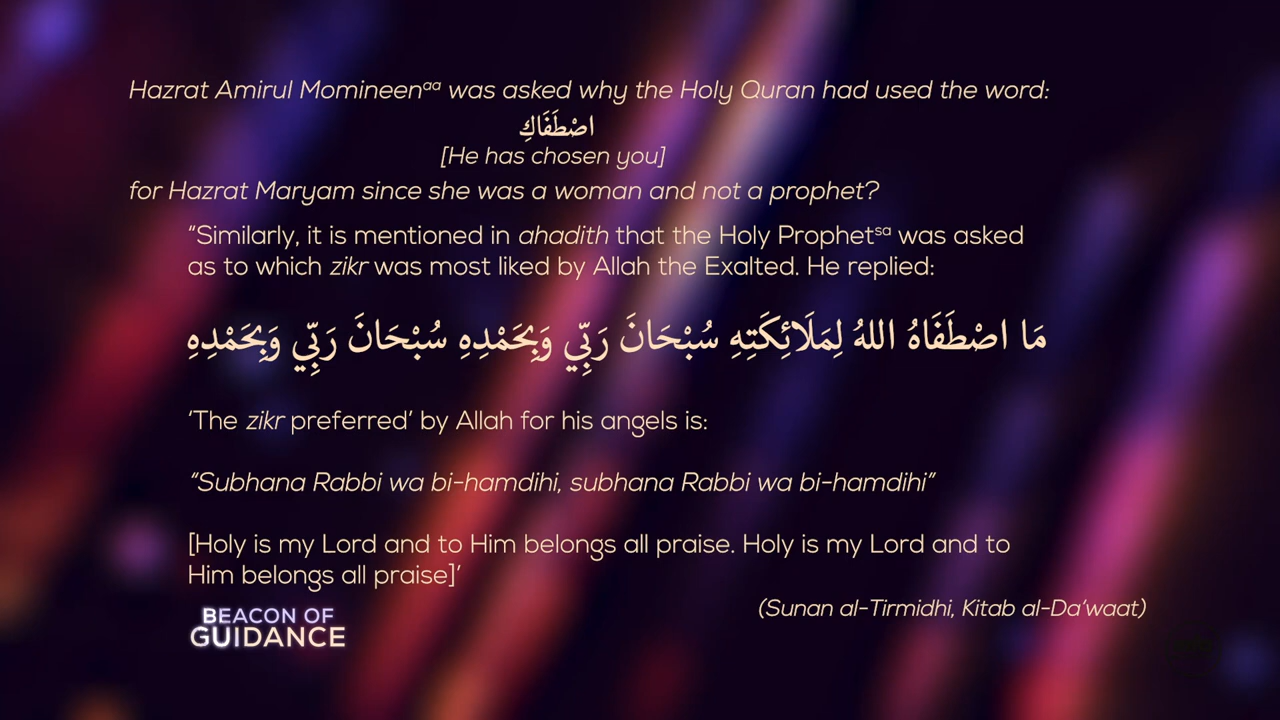 Hazrat Amirul Momineenᵃᵃ was asked why the Holy Quran had used the word:
اصْطَفَاكِ
[He has chosen you]
for Hazrat Maryam since she was a woman and not a prophet?
“Similarly, it is mentioned in ahadith that the Holy Prophetˢᵃ was asked
as to which zikr was most liked by Allah the Exalted. He replied:
مَا اصْطَفَاهُ اللهُ لِمَلَائِكَتِهِ سُبْحَانَ رَبِّي وَبِحَمْدِهِ سُبْحَانَ رَبِّي وَبِحَمْدِهِ
‘The zikr preferred’ by Allah for his angels is:
“Subhana Rabbi wa bi-hamdihi, subhana Rabbi wa bi-hamdihi”
[Holy is my Lord and to Him belongs all praise. Holy is my Lord and to
Him belongs all praise]’
(Sunan al-Tirmidhi, Kitab al-Da’waat)
BEACON OF
GUIDANCE